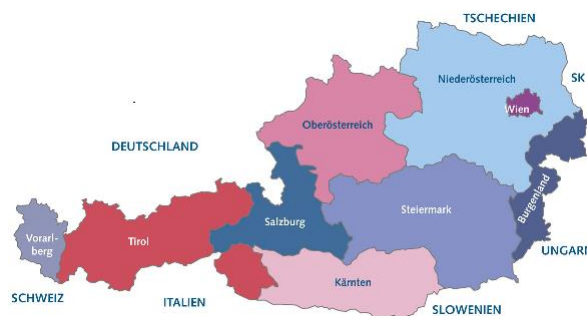 TSCHECHIEN
Niederösterreich
SK
Wien
Oberösterreich
DEUTSCHLAND
Burgenland
Steiermark
Salzburg
Vorarl-
berg
Tirol
UNGARN
Kärnten
SCHWEIZ
ITALIEN
SLOWENIEN